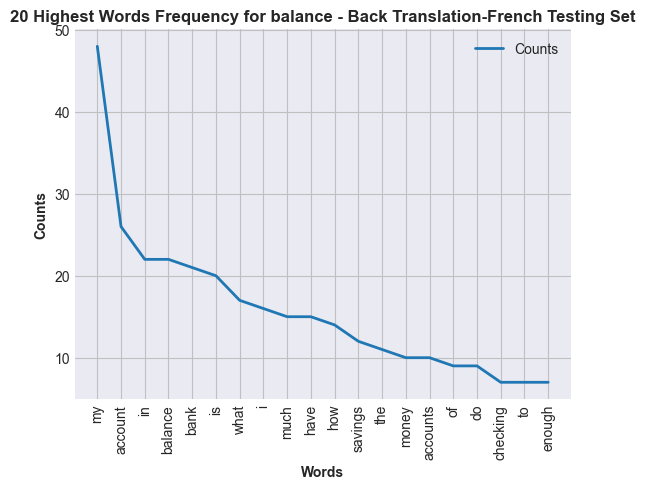 20 Highest Words Frequency for balance - Back Translation-French Testing Set
Counts
50
40
30
20
10
Counts
my
account
in
balance
bank
is
what
i
much
have
how
savings
the
money
accounts
of
do
checking
to
enough
Words